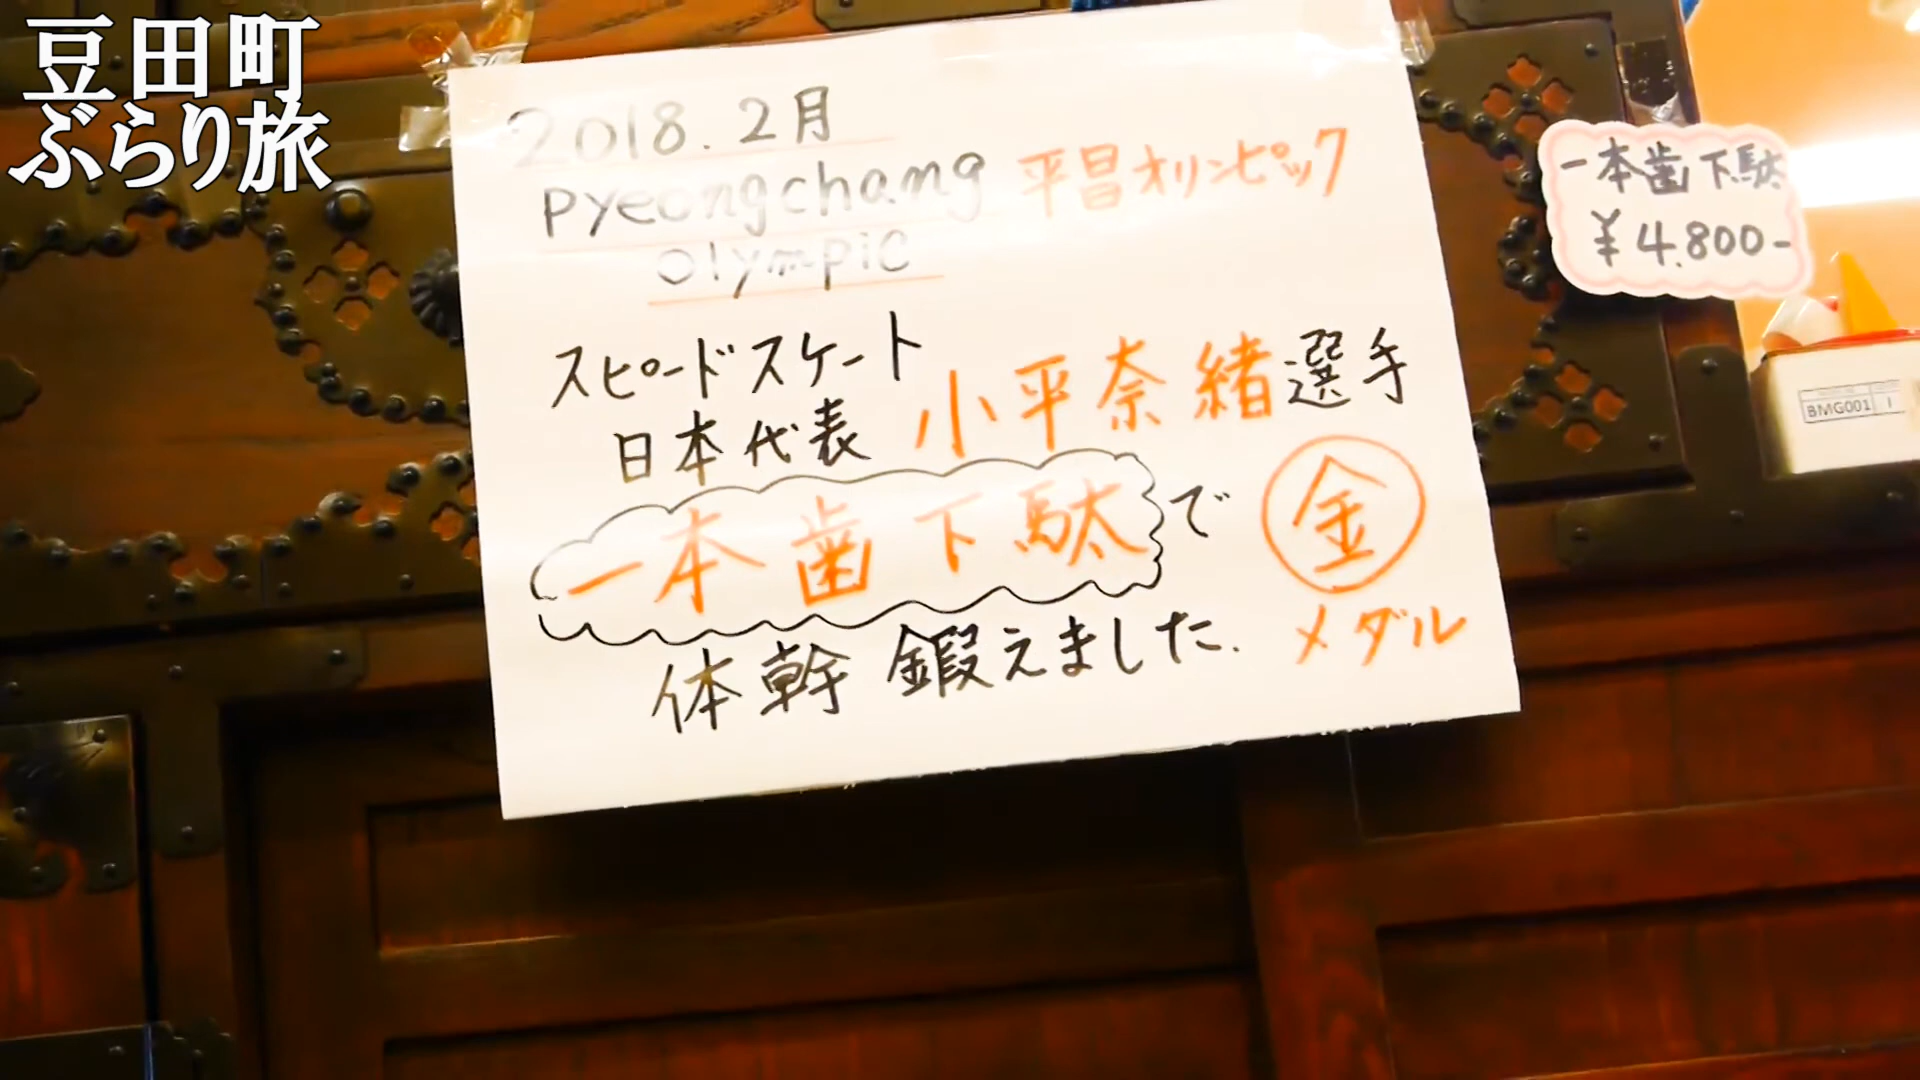 豆田町
ぶらり旅
2018.2月
pyeongchang 平昌オリンピック
olympic
スピードスケート
日本代表 小平奈緒選手
一本歯下駄で 金
体幹鍛えました. メダル
一本歯下駄
¥4.800-
BMG001 1